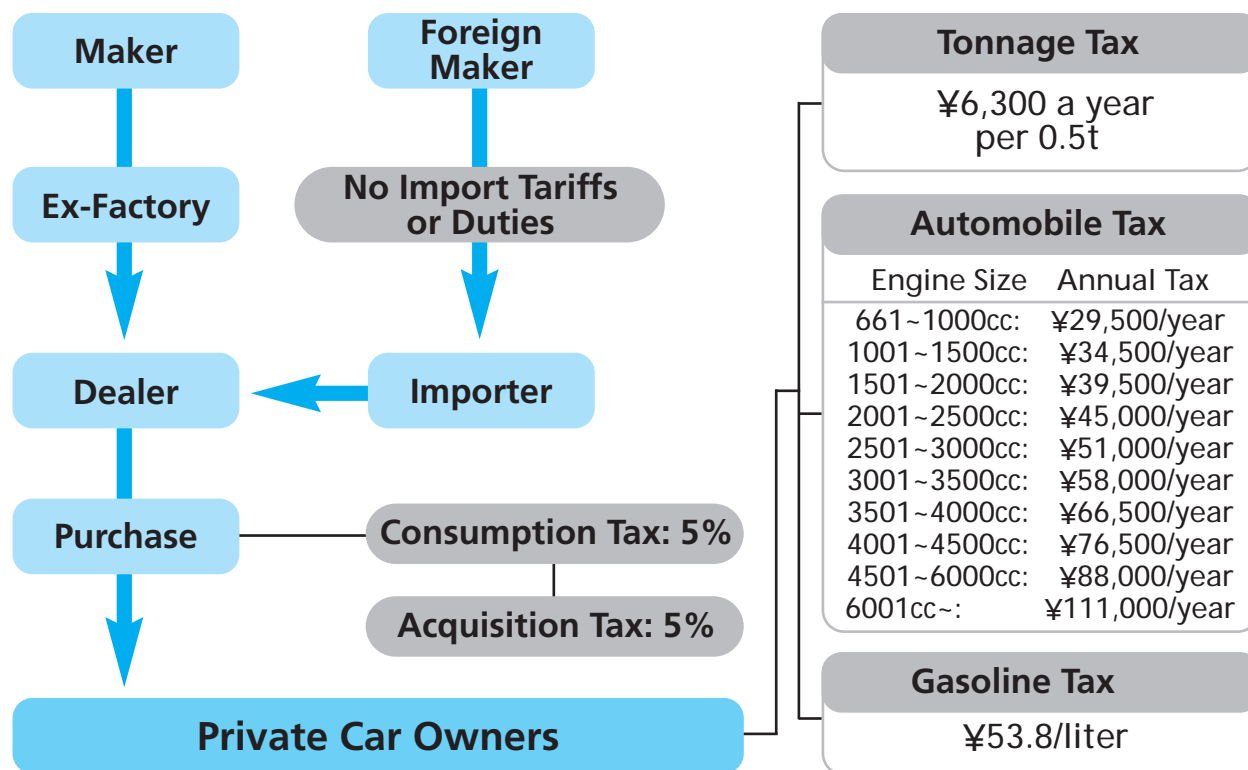 Maker
Foreign
Maker
Ex-Factory
No Import Tariffs
or Duties
Dealer
Importer
Purchase
Consumption Tax: 5%
Acquisition Tax: 5%
Private Car Owners
Tonnage Tax
¥6,300 a year
per 0.5t
Automobile Tax
Engine Size Annual Tax
661~1000cc: ¥29,500/year
1001~1500cc: ¥34,500/year
1501~2000cc: ¥39,500/year
2001~2500cc: ¥45,000/year
2501~3000cc: ¥51,000/year
3001~3500cc: ¥58,000/year
3501~4000cc: ¥66,500/year
4001~4500cc: ¥76,500/year
4501~6000cc: ¥88,000/year
6001cc~: ¥111,000/year
Gasoline Tax
¥53.8/liter